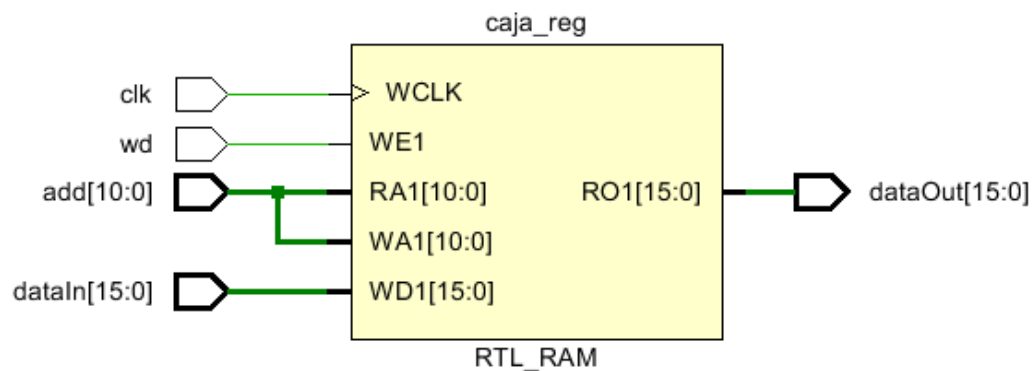 caja_reg
clk
WCLK
wd
WE1
add[10:0]
RA1[10:0]
RO1[15:0]
dataOut[15:0]
WA1[10:0]
dataIn[15:0]
WD1[15:0]
RTL_RAM